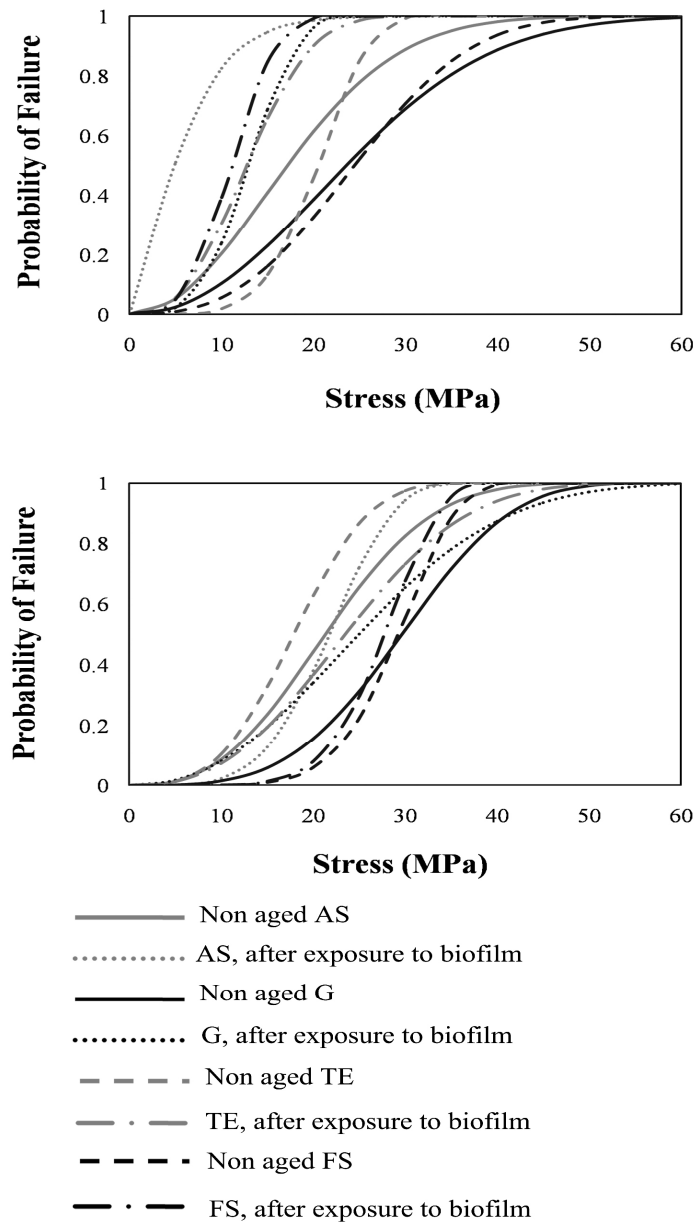 Probability of Failure
1
0.8
0.6
0.4
0.2
0
0 10 20 30 40 50 60
Stress (MPa)
Probability of Failure
1
0.8
0.6
0.4
0.2
0
0 10 20 30 40 50 60
Stress (MPa)
Non aged AS
AS, after exposure to biofilm
Non aged G
G, after exposure to biofilm
Non aged TE
TE, after exposure to biofilm
Non aged FS
FS, after exposure to biofilm